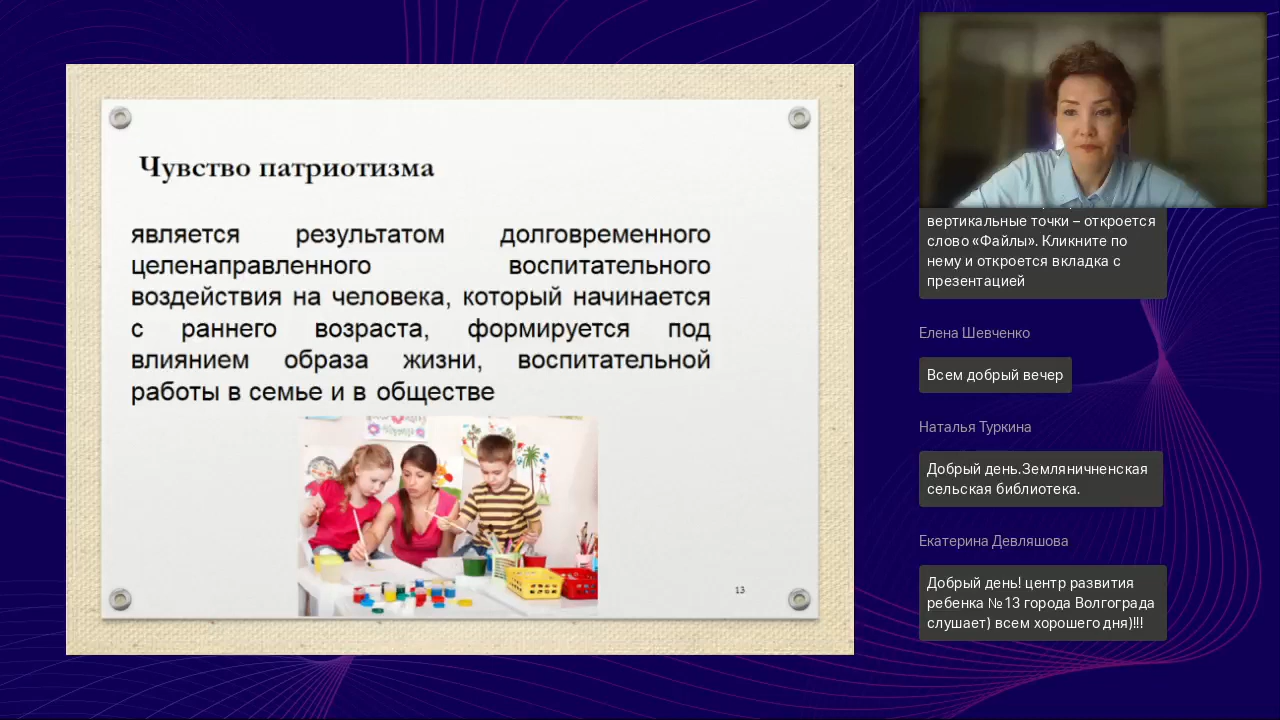 Чувство патриотизма
является результатом долговременного
целенаправленного воспитательного
воздействия на человека, который начинается
с раннего возраста, формируется под
влиянием образа жизни, воспитательной
работы в семье и в обществе
13
вертикальные точки – откроется
слово «Файлы». Кликните по
нему и откроется вкладка с
презентацией
Елена Шевченко
Всем добрый вечер
Наталья Туркина
Добрый день.Земляничненская
сельская библиотека.
Екатерина Девляшова
Добрый день! центр развития
ребенка №13 города Волгограда
слушает) всем хорошего дня)!!!